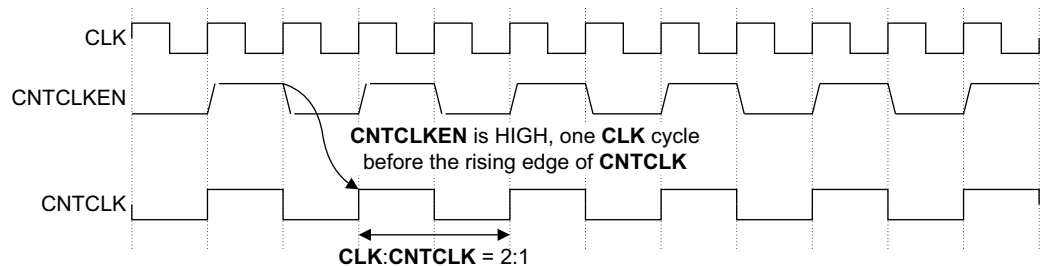 CLK
CNTCLKEN
CNTCLKEN is HIGH, one CLK cycle
before the rising edge of CNTCLK
CNTCLK
CLK:CNTCLK = 2:1